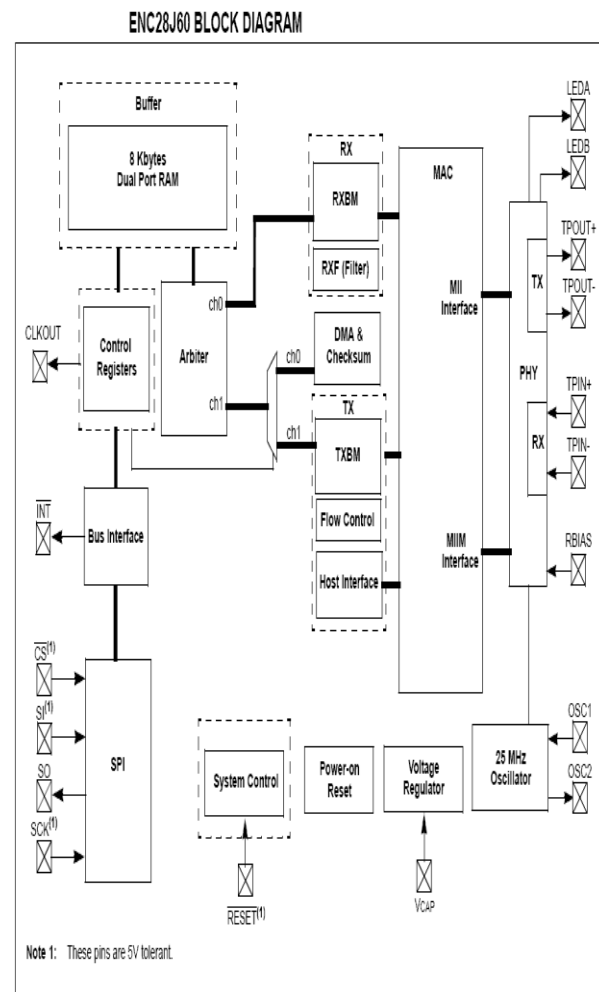 ENC28J60 BLOCK DIAGRAM
Buffer
8 Kbytes
Dual Port RAM
CLKOUT
Control
Registers
Arbiter
ch0
ch1
RX
RXBM
RXF (Filter)
ch0
DMA &
Checksum
ch1
TX
TXBM
Flow Control
Host Interface
MAC
MII
Interface
MIIM
Interface
PHY
TX
RX
LEDA
LEDB
TPOUT+
TPOUT-
TPIN+
TPIN-
RBIAS
INT
Bus Interface
CS(1)
SI(1)
SO
SCK(1)
SPI
System Control
Power-on
Reset
Voltage
Regulator
25 MHz
Oscillator
OSC1
OSC2
RESET(1)
VCAP
Note 1: These pins are 5V tolerant.